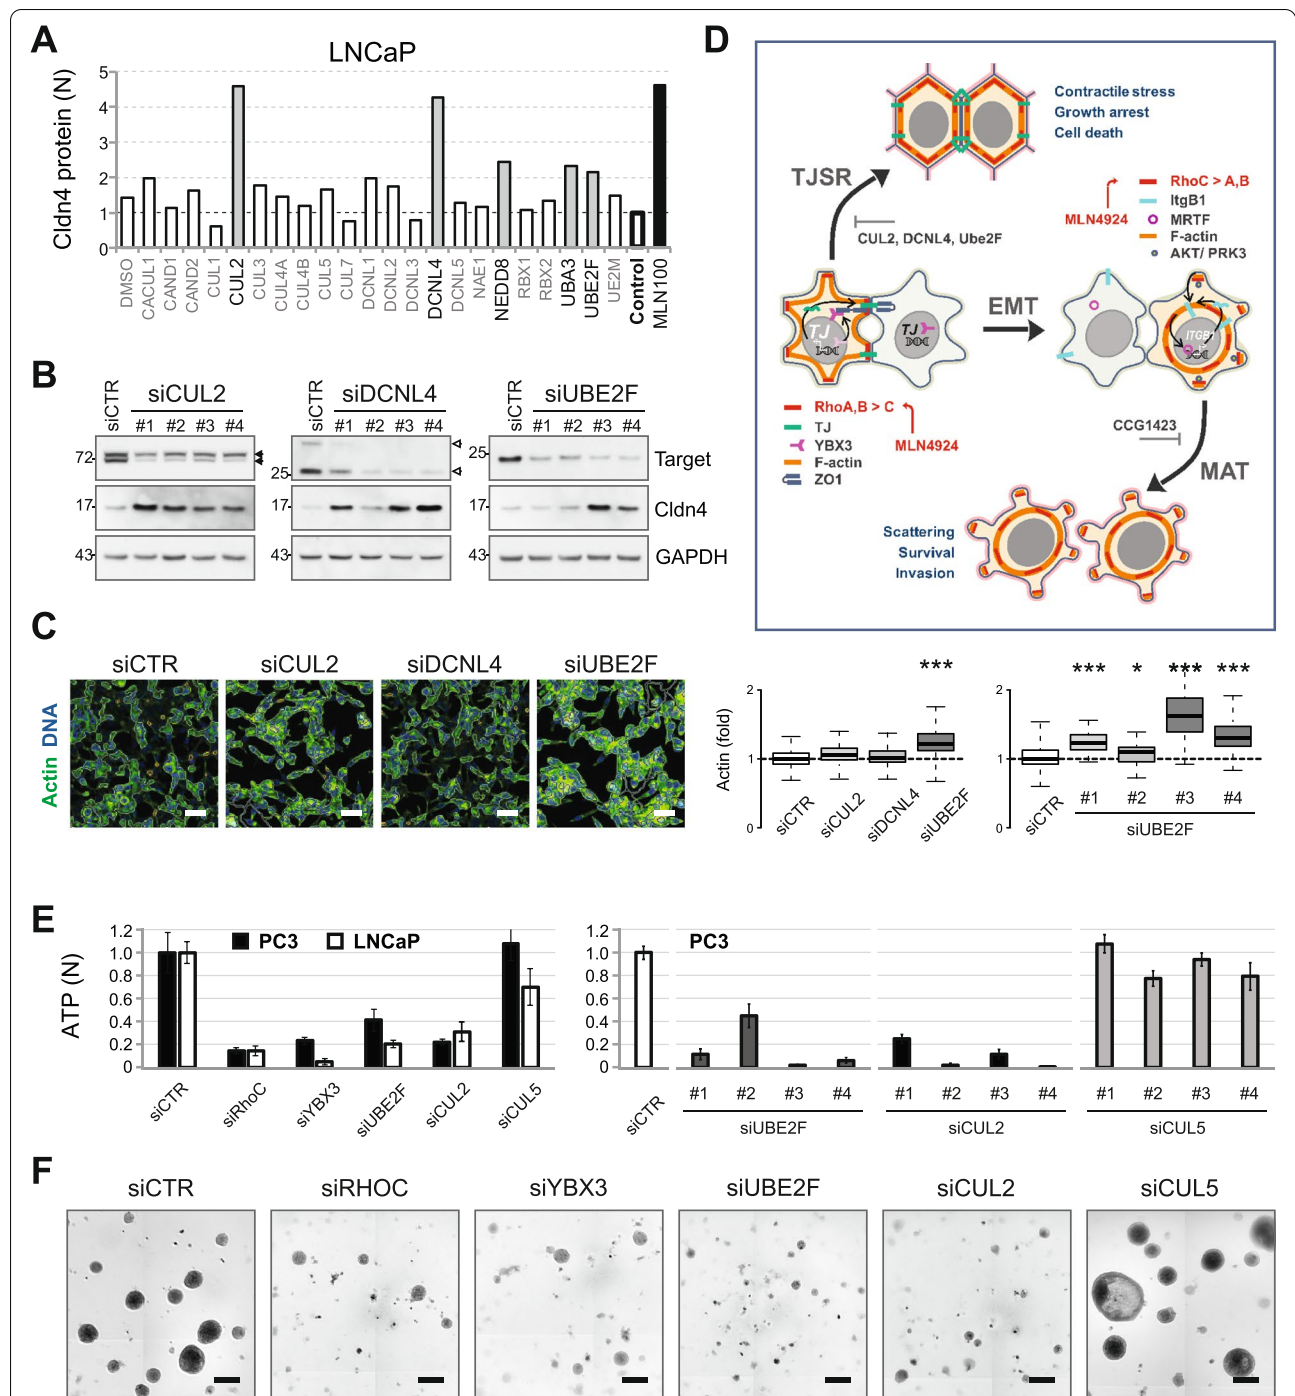 A
LNCaP
Cldn4 protein (N)
5
4
3
2
1
0
DMSO
CACUL1
CAND1
CAND2
CUL1
CUL2
CUL3
CUL4A
CUL4B
CUL5
CUL7
DCNL1
DCNL2
DCNL3
DCNL4
DCNL5
NAE1
NEDD8
RBX1
RBX2
UBA3
UBE2F
UE2M
Control
MLN100
B
siCTR
siCUL2
#1 #2 #3 #4
siCTR
siDCNL4
#1 #2 #3 #4
siCTR
siUBE2F
#1 #2 #3 #4
72
25
25
Target
17
17
17
Cldn4
43
43
43
GAPDH
C
siCTR
siCUL2
siDCNL4
siUBE2F
Actin DNA
Actin (fold)
2
1
0
***
siCTR
siCUL2
siDCNL4
siUBE2F
2
1
0
*** * *** ***
siCTR
#1 #2 #3 #4
siUBE2F
D
Contractile stress
Growth arrest
Cell death
TJSR
CUL2, DCNL4, Ube2F
RhoC > A,B
ItgB1
MRTF
F-actin
AKT/ PRK3
MLN4924
TJ
TJ
EMT
ITGB1
RhoA,B > C
TJ
YBX3
F-actin
ZO1
MLN4924
CCG1423
MAT
Scattering
Survival
Invasion
E
ATP (N)
1.2
1.0
0.8
0.6
0.4
0.2
0
PC3 LNCaP
siCTR
siRhoC
siYBX3
siUBE2F
siCUL2
siCUL5
1.2
1.0
0.8
0.6
0.4
0.2
0
PC3
siCTR
#1 #2 #3 #4
siUBE2F
#1 #2 #3 #4
siCUL2
#1 #2 #3 #4
siCUL5
F
siCTR
siRHOC
siYBX3
siUBE2F
siCUL2
siCUL5